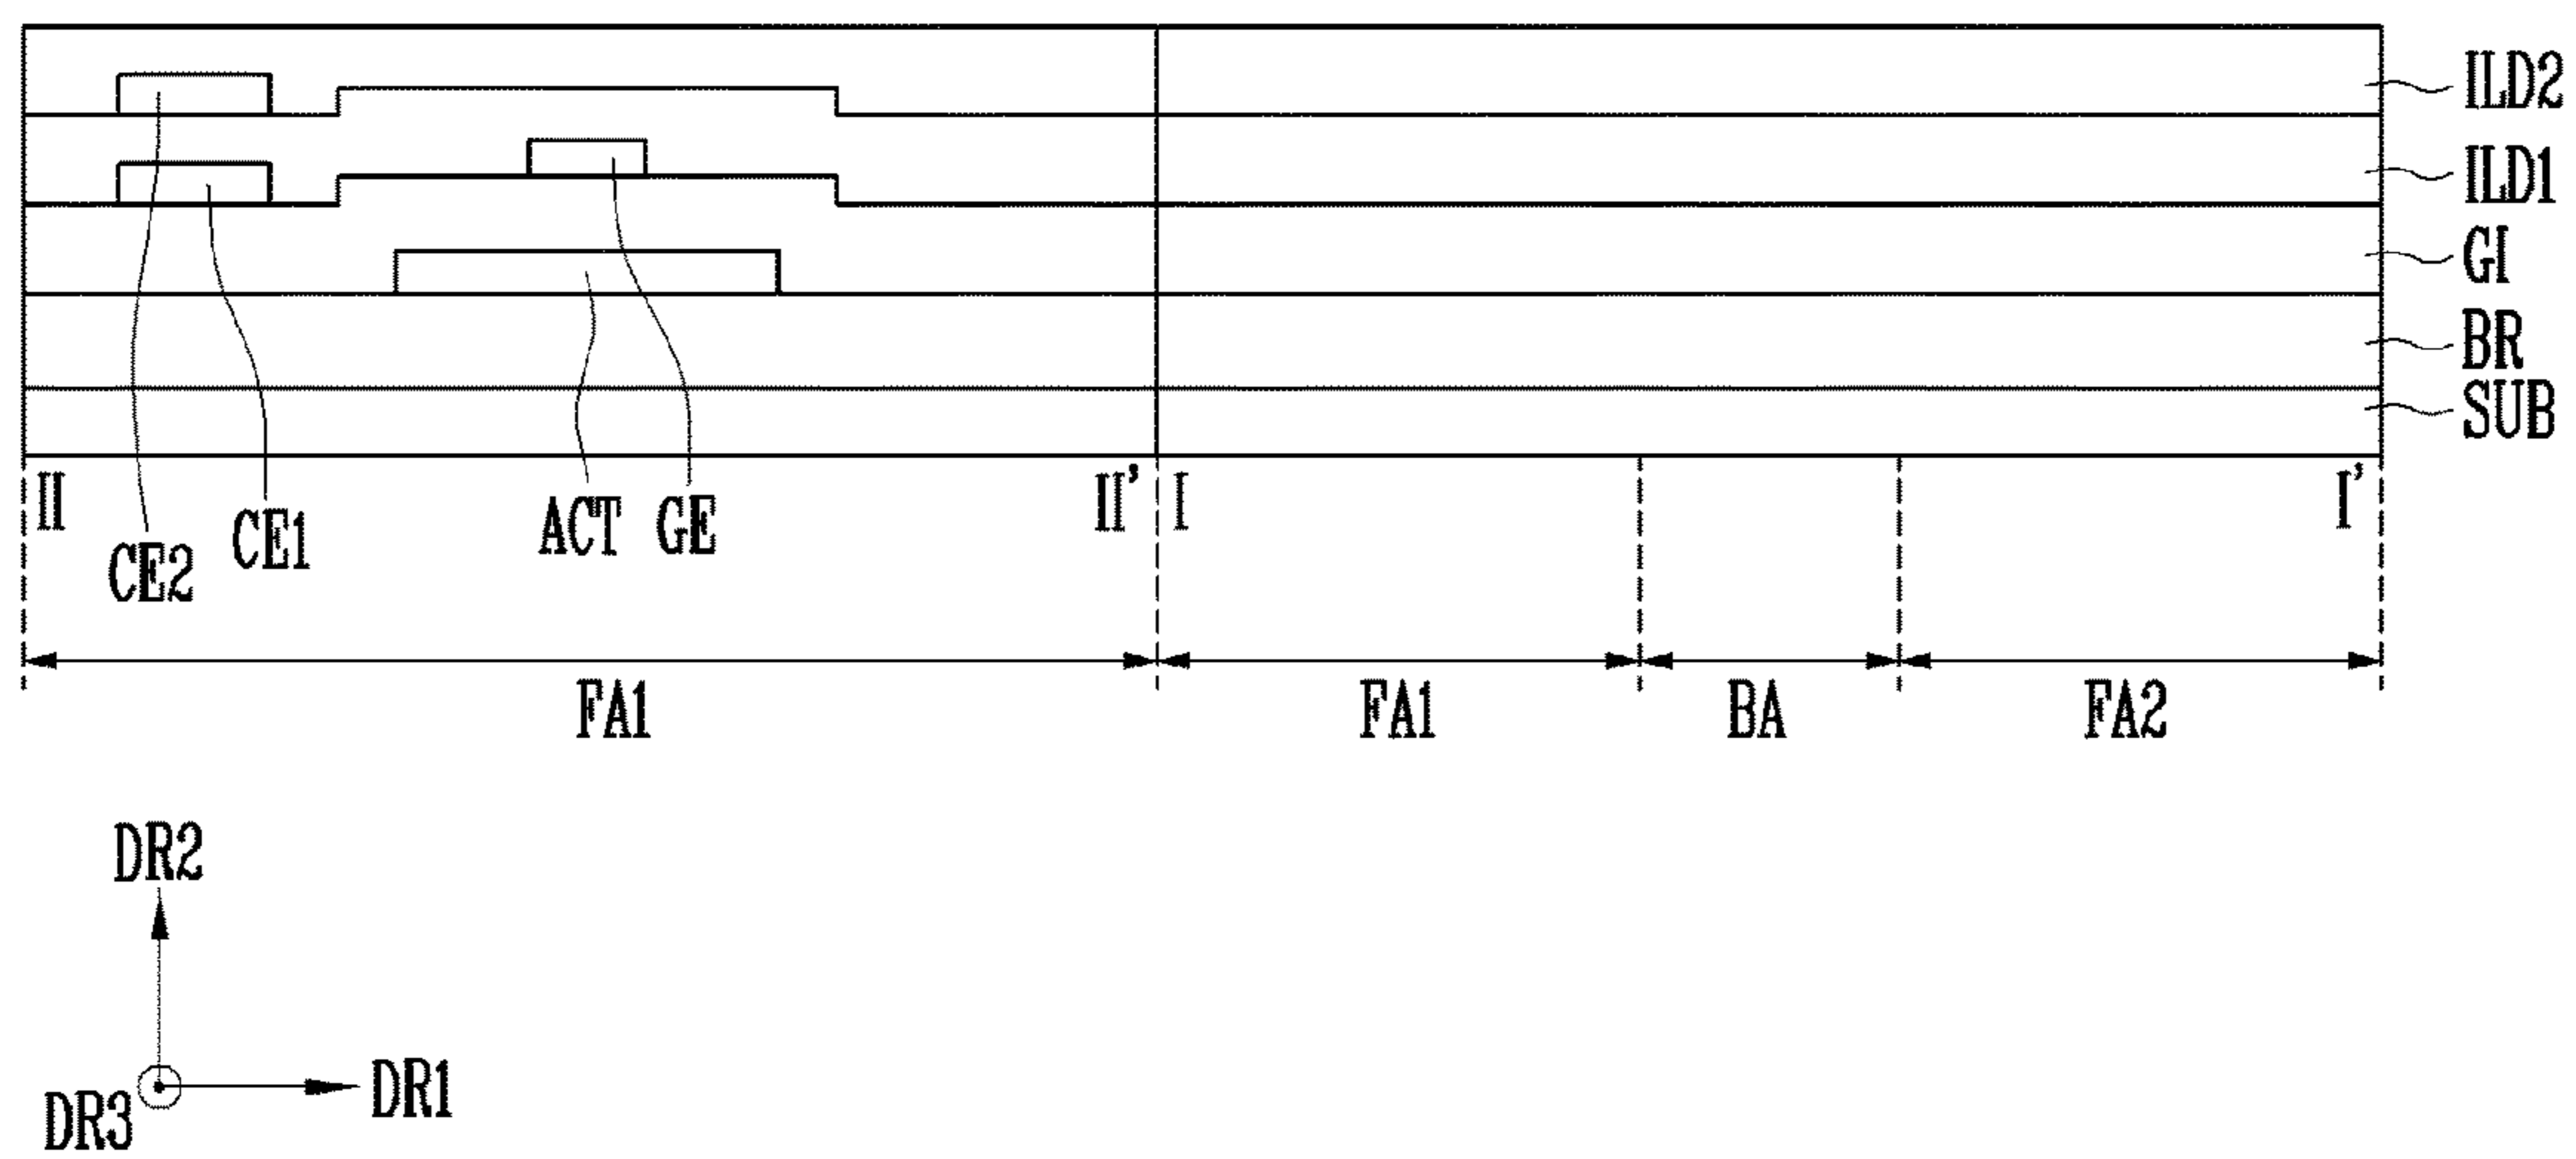 ILD2
ILD1
GI
BR
SUB
II
II'
I
I'
CE2
CE1
ACT
GE
FA1
FA1
BA
FA2
DR2
DR3
DR1